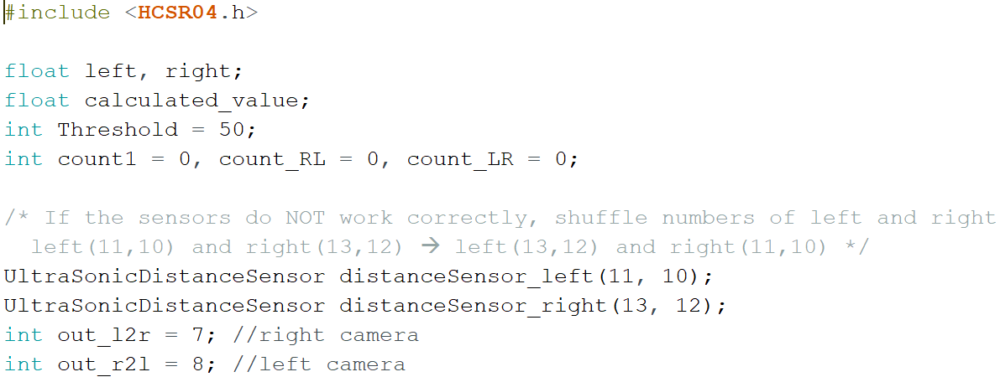 #include <HCSR04.h>
float left, right;
float calculated_value;
int Threshold = 50;
int count1 = 0, count_RL = 0, count_LR = 0;
/* If the sensors do NOT work correctly, shuffle numbers of left and right
left(11,10) and right(13,12) → left(13,12) and right(11,10) */
UltraSonicDistanceSensor distanceSensor_left(11, 10);
UltraSonicDistanceSensor distanceSensor_right(13, 12);
int out_l2r = 7; //right camera
int out_r2l = 8; //left camera